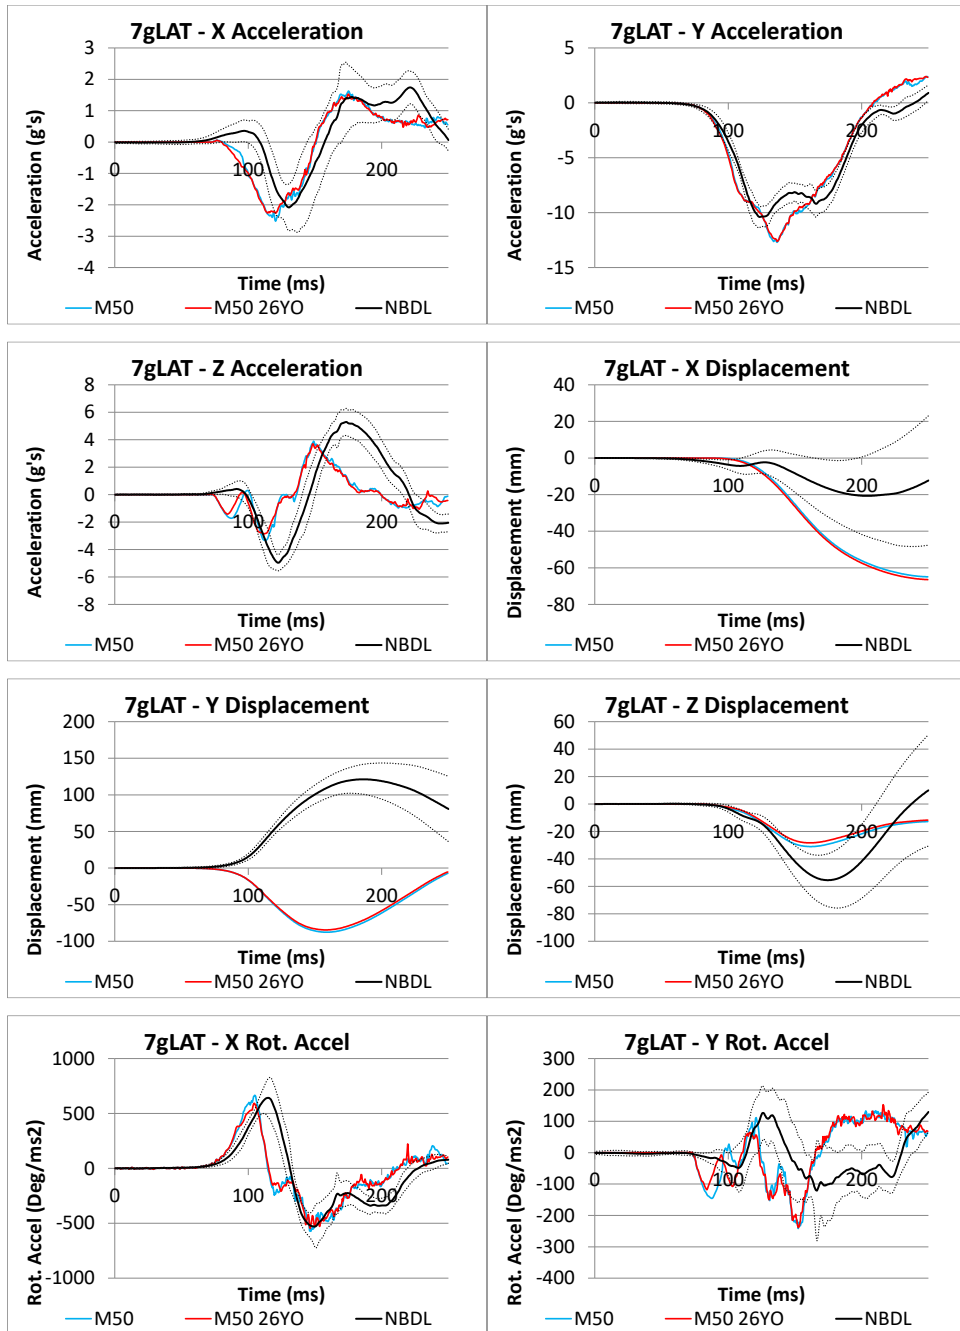 7gLAT - X Acceleration
3
2
1
0
-1
-2
-3
-4
0
100
200
Acceleration (g's)
Time (ms)
M50 M50 26YO NBDL
7gLAT - Y Acceleration
5
0
-5
-10
-15
0
100
200
Acceleration (g's)
Time (ms)
M50 M50 26YO NBDL
7gLAT - Z Acceleration
8
6
4
2
0
-2
-4
-6
-8
0
100
200
Acceleration (g's)
Time (ms)
M50 M50 26YO NBDL
7gLAT - X Displacement
40
20
0
-20
-40
-60
-80
0
100
200
Displacement (mm)
Time (ms)
M50 M50 26YO NBDL
7gLAT - Y Displacement
200
150
100
50
0
-50
-100
0
100
200
Displacement (mm)
Time (ms)
M50 M50 26YO NBDL
7gLAT - Z Displacement
60
40
20
0
-20
-40
-60
-80
-100
0
100
200
Displacement (mm)
Time (ms)
M50 M50 26YO NBDL
7gLAT - X Rot. Accel
1000
500
0
-500
-1000
0
100
200
Rot. Accel (Deg/ms2)
Time (ms)
M50 M50 26YO NBDL
7gLAT - Y Rot. Accel
300
200
100
0
-100
-200
-300
-400
0
100
200
Rot. Accel (Deg/ms2)
Time (ms)
M50 M50 26YO NBDL